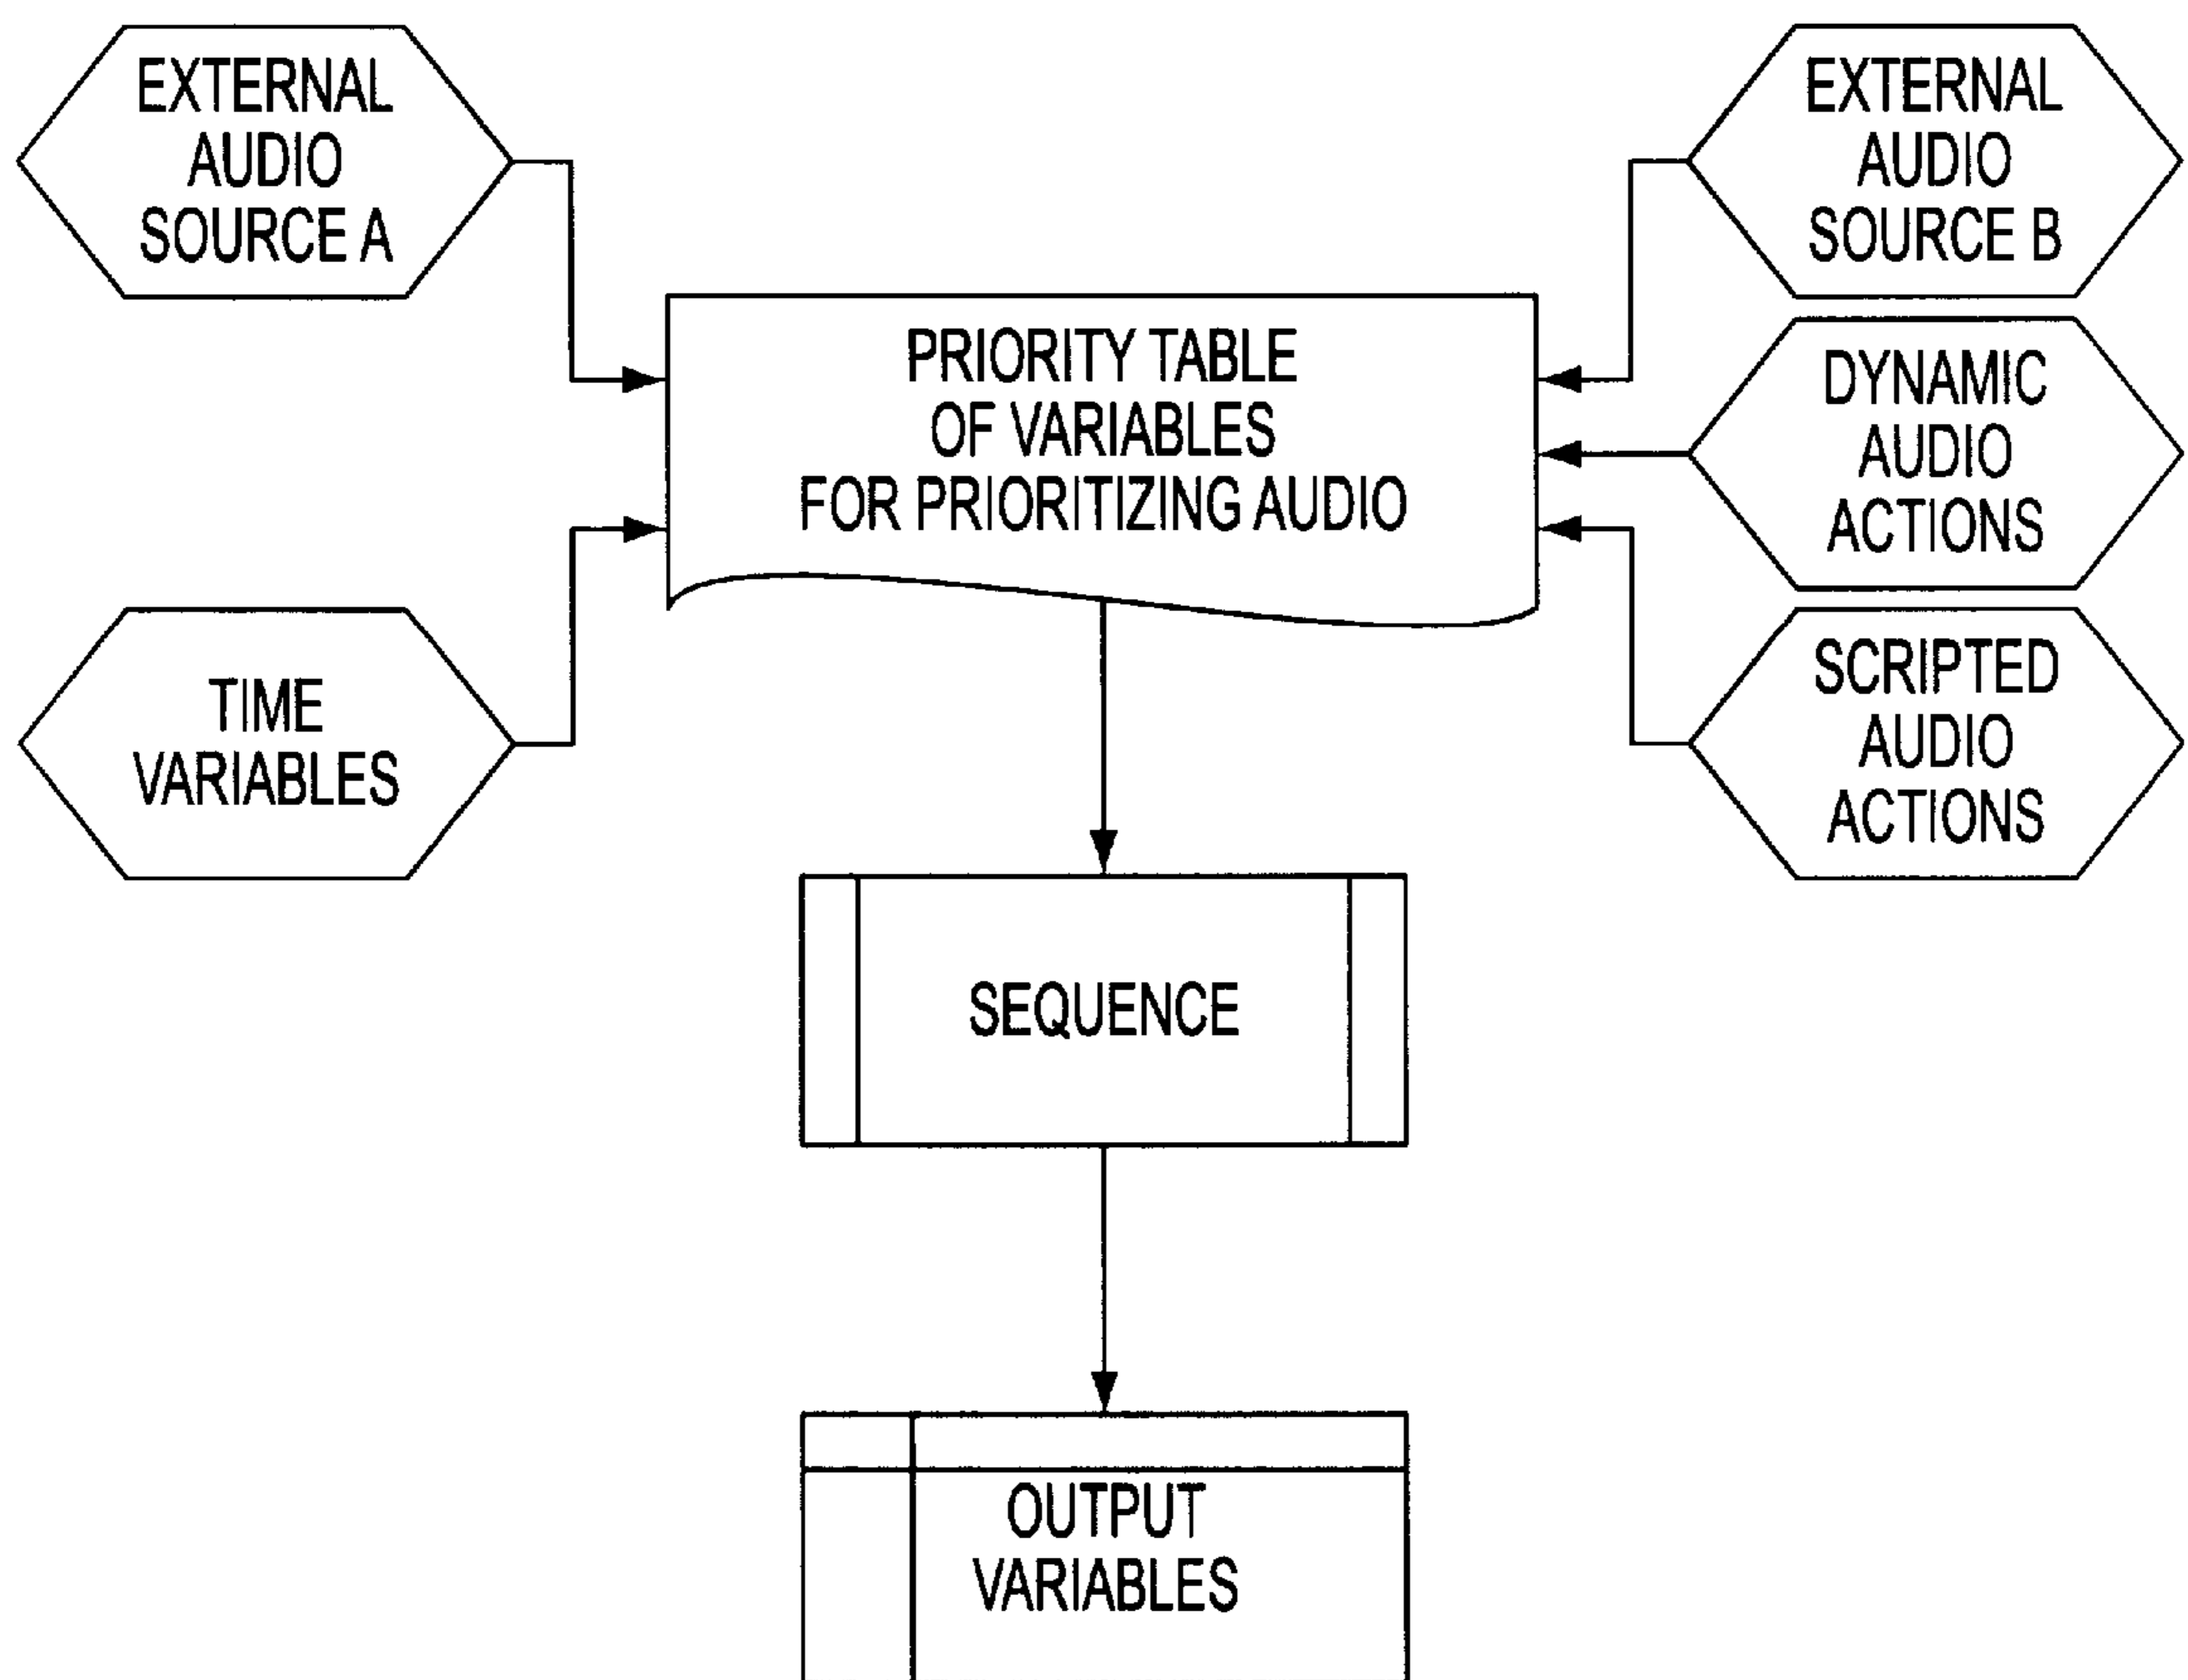 EXTERNAL
AUDIO
SOURCE A
EXTERNAL
AUDIO
SOURCE B
PRIORITY TABLE
OF VARIABLES
FOR PRIORITIZING AUDIO
DYNAMIC
AUDIO
ACTIONS
TIME
VARIABLES
SCRIPTED
AUDIO
ACTIONS
SEQUENCE
OUTPUT
VARIABLES